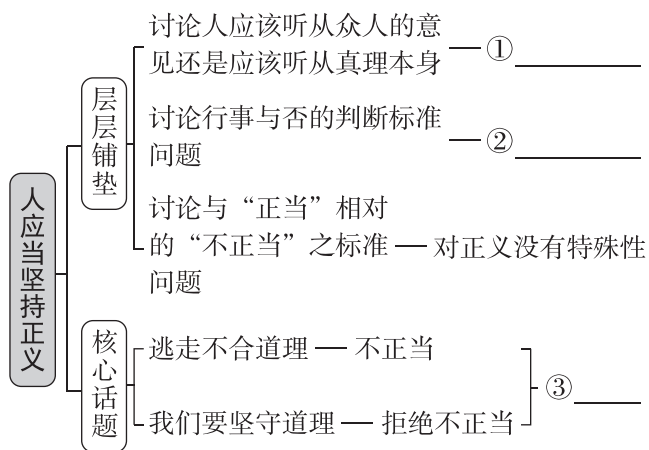 人应当坚持正义
层层铺垫
讨论人应该听从众人的意
见还是应该听从真理本身
①
讨论行事与否的判断标准
问题
②
讨论与“正当”相对
的“不正当”之标准
问题
对正义没有特殊性
核心话题
逃走不合道理
不正当
我们要坚守道理
拒绝不正当
③